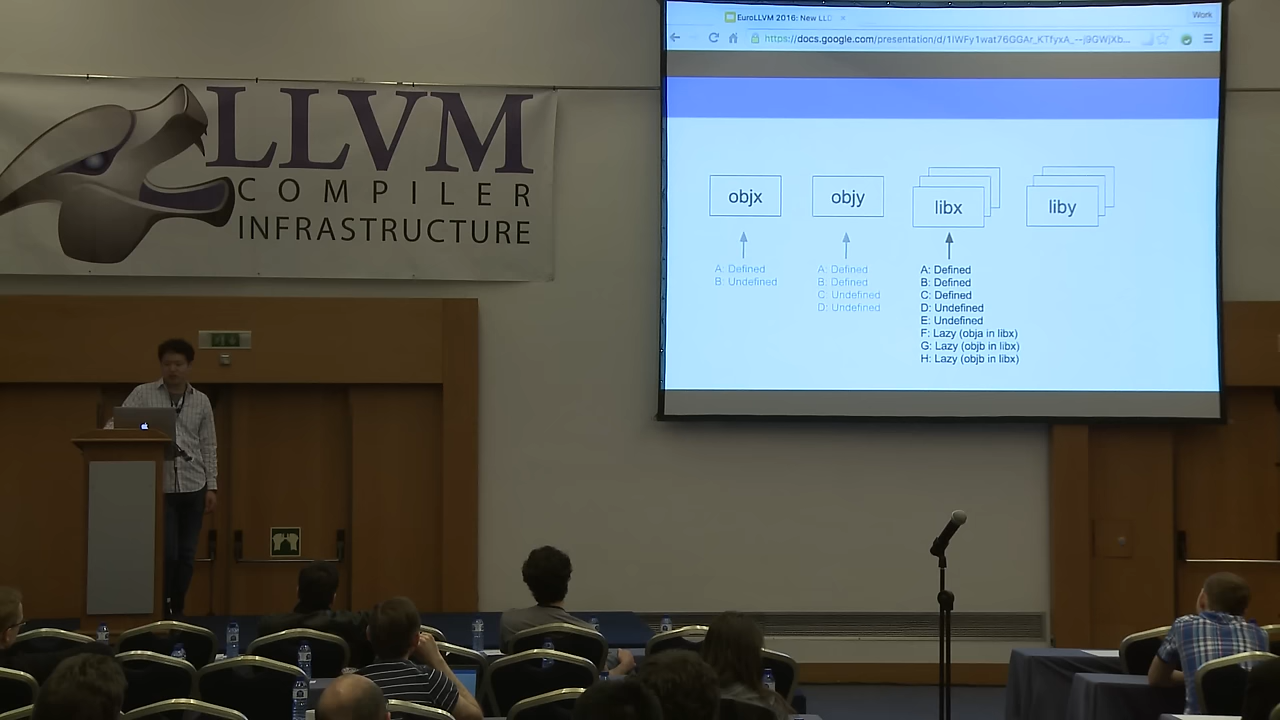 LLVM
COMPILER
INFRASTRUCTURE
EuroLLVM 2016: New LLD
Work
objx
objy
libx
liby
A: Defined
B: Undefined
A: Defined
B: Defined
C: Undefined
D: Undefined
A: Defined
B: Defined
C: Defined
D: Undefined
E: Undefined
F: Lazy (obja in libx)
G: Lazy (objb in libx)
H: Lazy (objb in libx)